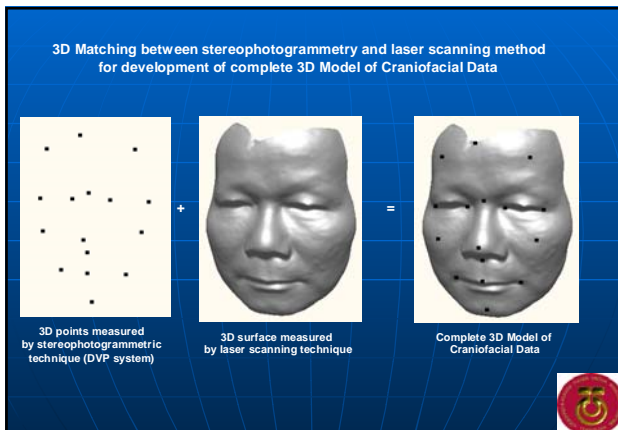 3D Matching between stereophotogrammetry and laser scanning method
for development of complete 3D Model of Craniofacial Data
+
=
3D points measured
by stereophotogrammetric
technique (DVP system)
3D surface measured
by laser scanning technique
Complete 3D Model of
Craniofacial Data